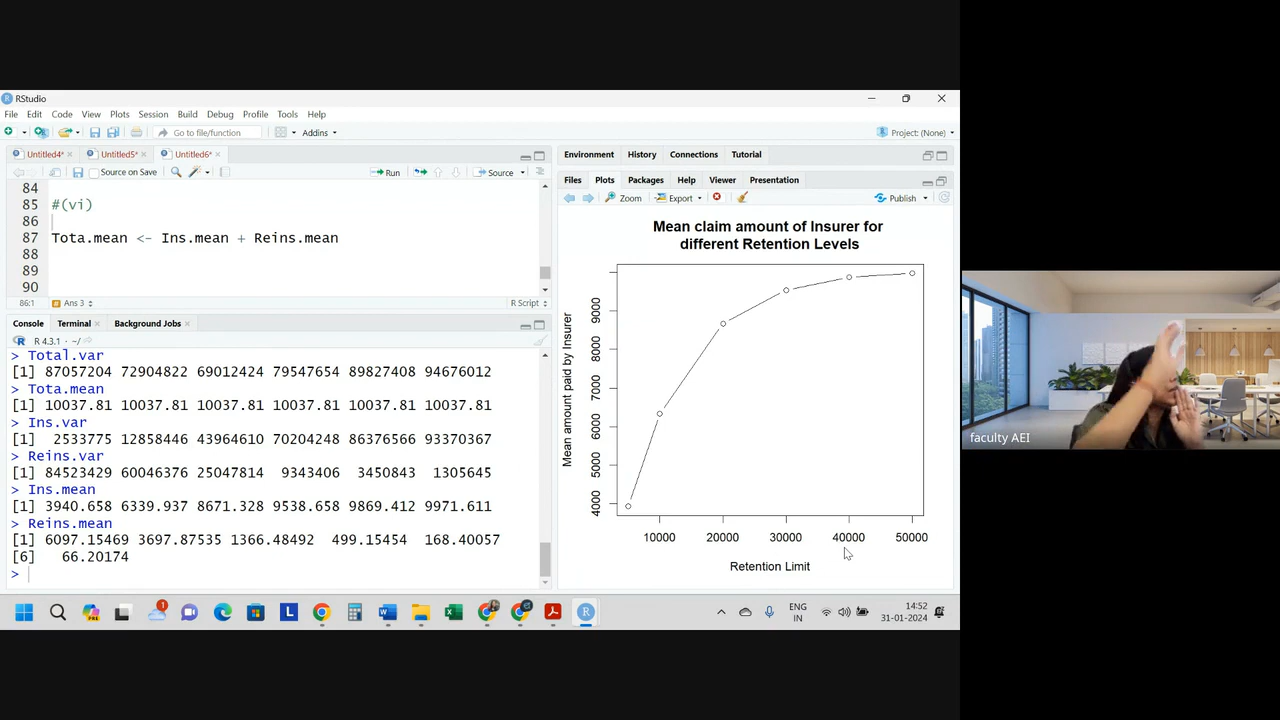 RStudio
File Edit Code View Plots Session Build Debug Profile Tools Help
Go to file/function Addins Project: (None)
Untitled4* Untitled5* Untitled6*
Source on Save Run Source
84
85 #(vi)
86
87 Tota.mean <- Ins.mean + Reins.mean
88
89
90
86:1 Ans 3 R Script
Console Terminal Background Jobs
R 4.3.1 · ~/
> Total.var
[1] 87057204 72904822 69012424 79547654 89827408 94676012
> Tota.mean
[1] 10037.81 10037.81 10037.81 10037.81 10037.81 10037.81
> Ins.var
[1] 2533775 12858446 43964610 70204248 86376566 93370367
> Reins.var
[1] 84523429 60046376 25047814 9343406 3450843 1305645
> Ins.mean
[1] 3940.658 6339.937 8671.328 9538.658 9869.412 9971.611
> Reins.mean
[1] 6097.15469 3697.87535 1366.48492 499.15454 168.40057
[6] 66.20174
>
Environment History Connections Tutorial
Files Plots Packages Help Viewer Presentation
Zoom Export Publish
Mean claim amount of Insurer for
different Retention Levels
Mean amount paid by Insurer
9000
8000
7000
6000
5000
4000
10000 20000 30000 40000 50000
Retention Limit
faculty AEI
1
ENG
IN
14:52
31-01-2024